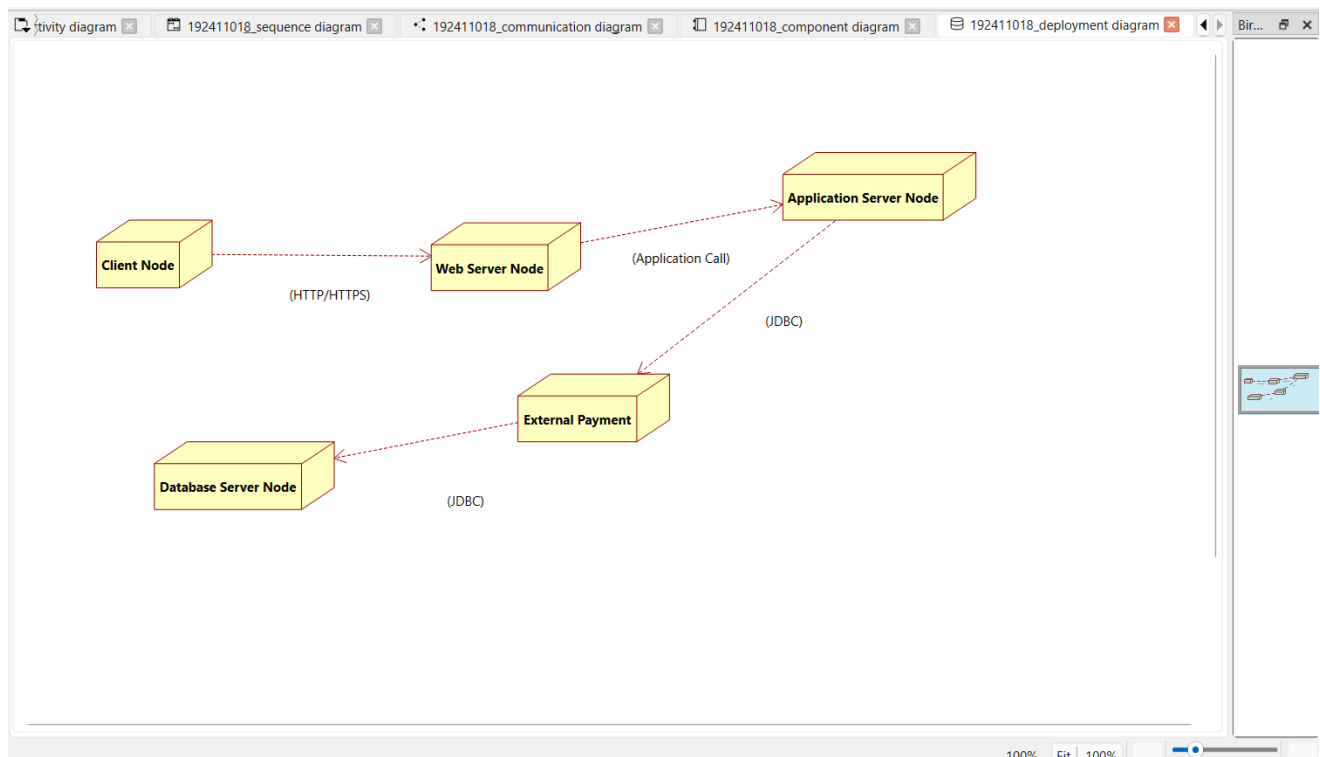 tivity diagram
192411018_sequence diagram
192411018_communication diagram
192411018_component diagram
192411018_deployment diagram
Bir...
Application Server Node
Client Node
Web Server Node
(Application Call)
(HTTP/HTTPS)
(JDBC)
External Payment
Database Server Node
(JDBC)
100%
Fit
100%